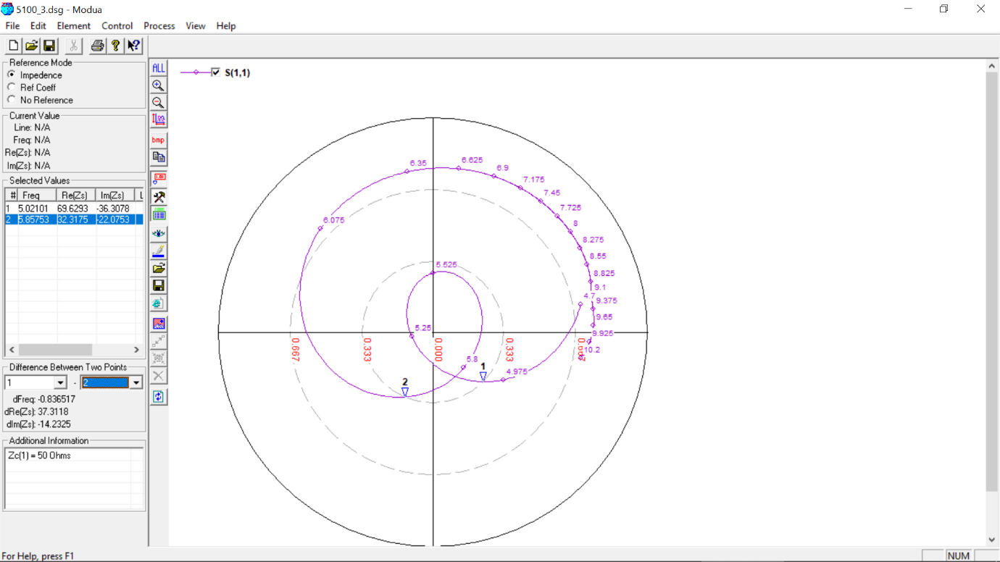 5100_3.dsg - Modua
File Edit Element Control Process View Help
Reference Mode
Impedence
Ref Coeff
No Reference
Current Value
Line: N/A
Freq: N/A
Re(Zs): N/A
Im(Zs): N/A
Selected Values
# Freq Re(Zs) Im(Zs) L
1 5.02101 69.6293 -36.3078
2 5.85753 32.3175 -22.0753
Difference Between Two Points
1 - 2
dFreq: -0.836517
dRe(Zs): 37.3118
dIm(Zs): -14.2325
Additional Information
Zc(1) = 50 Ohms
ALL
bmp
S(1,1)
6.35
6.625
6.9
7.175
7.45
7.725
8
8.275
8.55
8.825
9.1
4.7
9.375
9.65
9.925
10.2
6.075
5.525
5.25
5.8
4.975
1
2
0.667
0.333
0.000
0.333
0.667
For Help, press F1
NUM